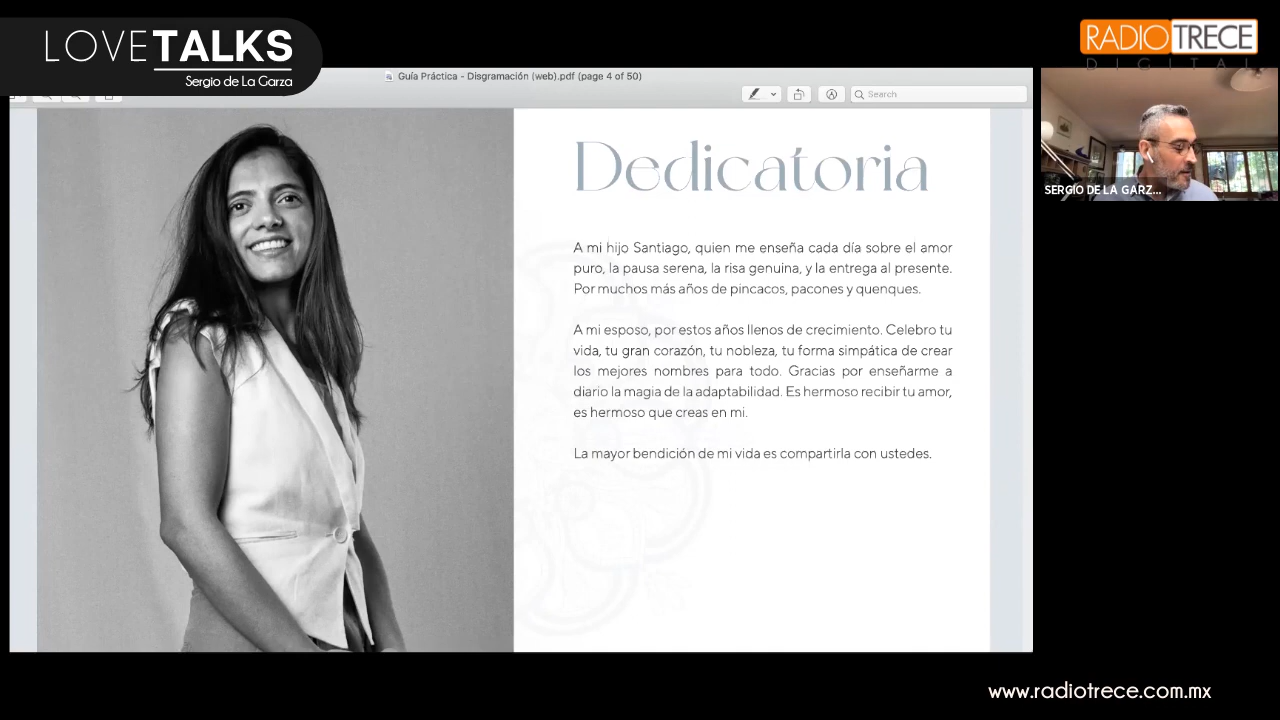 LOVETALKS
Sergio de La Garza
RADIOTRECE
DIGITAL
Guía Práctica - Disgramación (web).pdf (page 4 of 50)
Search
SERGIO DE LA GARZ...
Dedicatoria
A mi hijo Santiago, quien me enseña cada día sobre el amor
puro, la pausa serena, la risa genuina, y la entrega al presente.
Por muchos más años de pincacos, pacones y quenques.
A mi esposo, por estos años llenos de crecimiento. Celebro tu
vida, tu gran corazón, tu nobleza, tu forma simpática de crear
los mejores nombres para todo. Gracias por enseñarme a
diario la magia de la adaptabilidad. Es hermoso recibir tu amor,
es hermoso que creas en mi.
La mayor bendición de mi vida es compartirla con ustedes.
www.radiotrece.com.mx